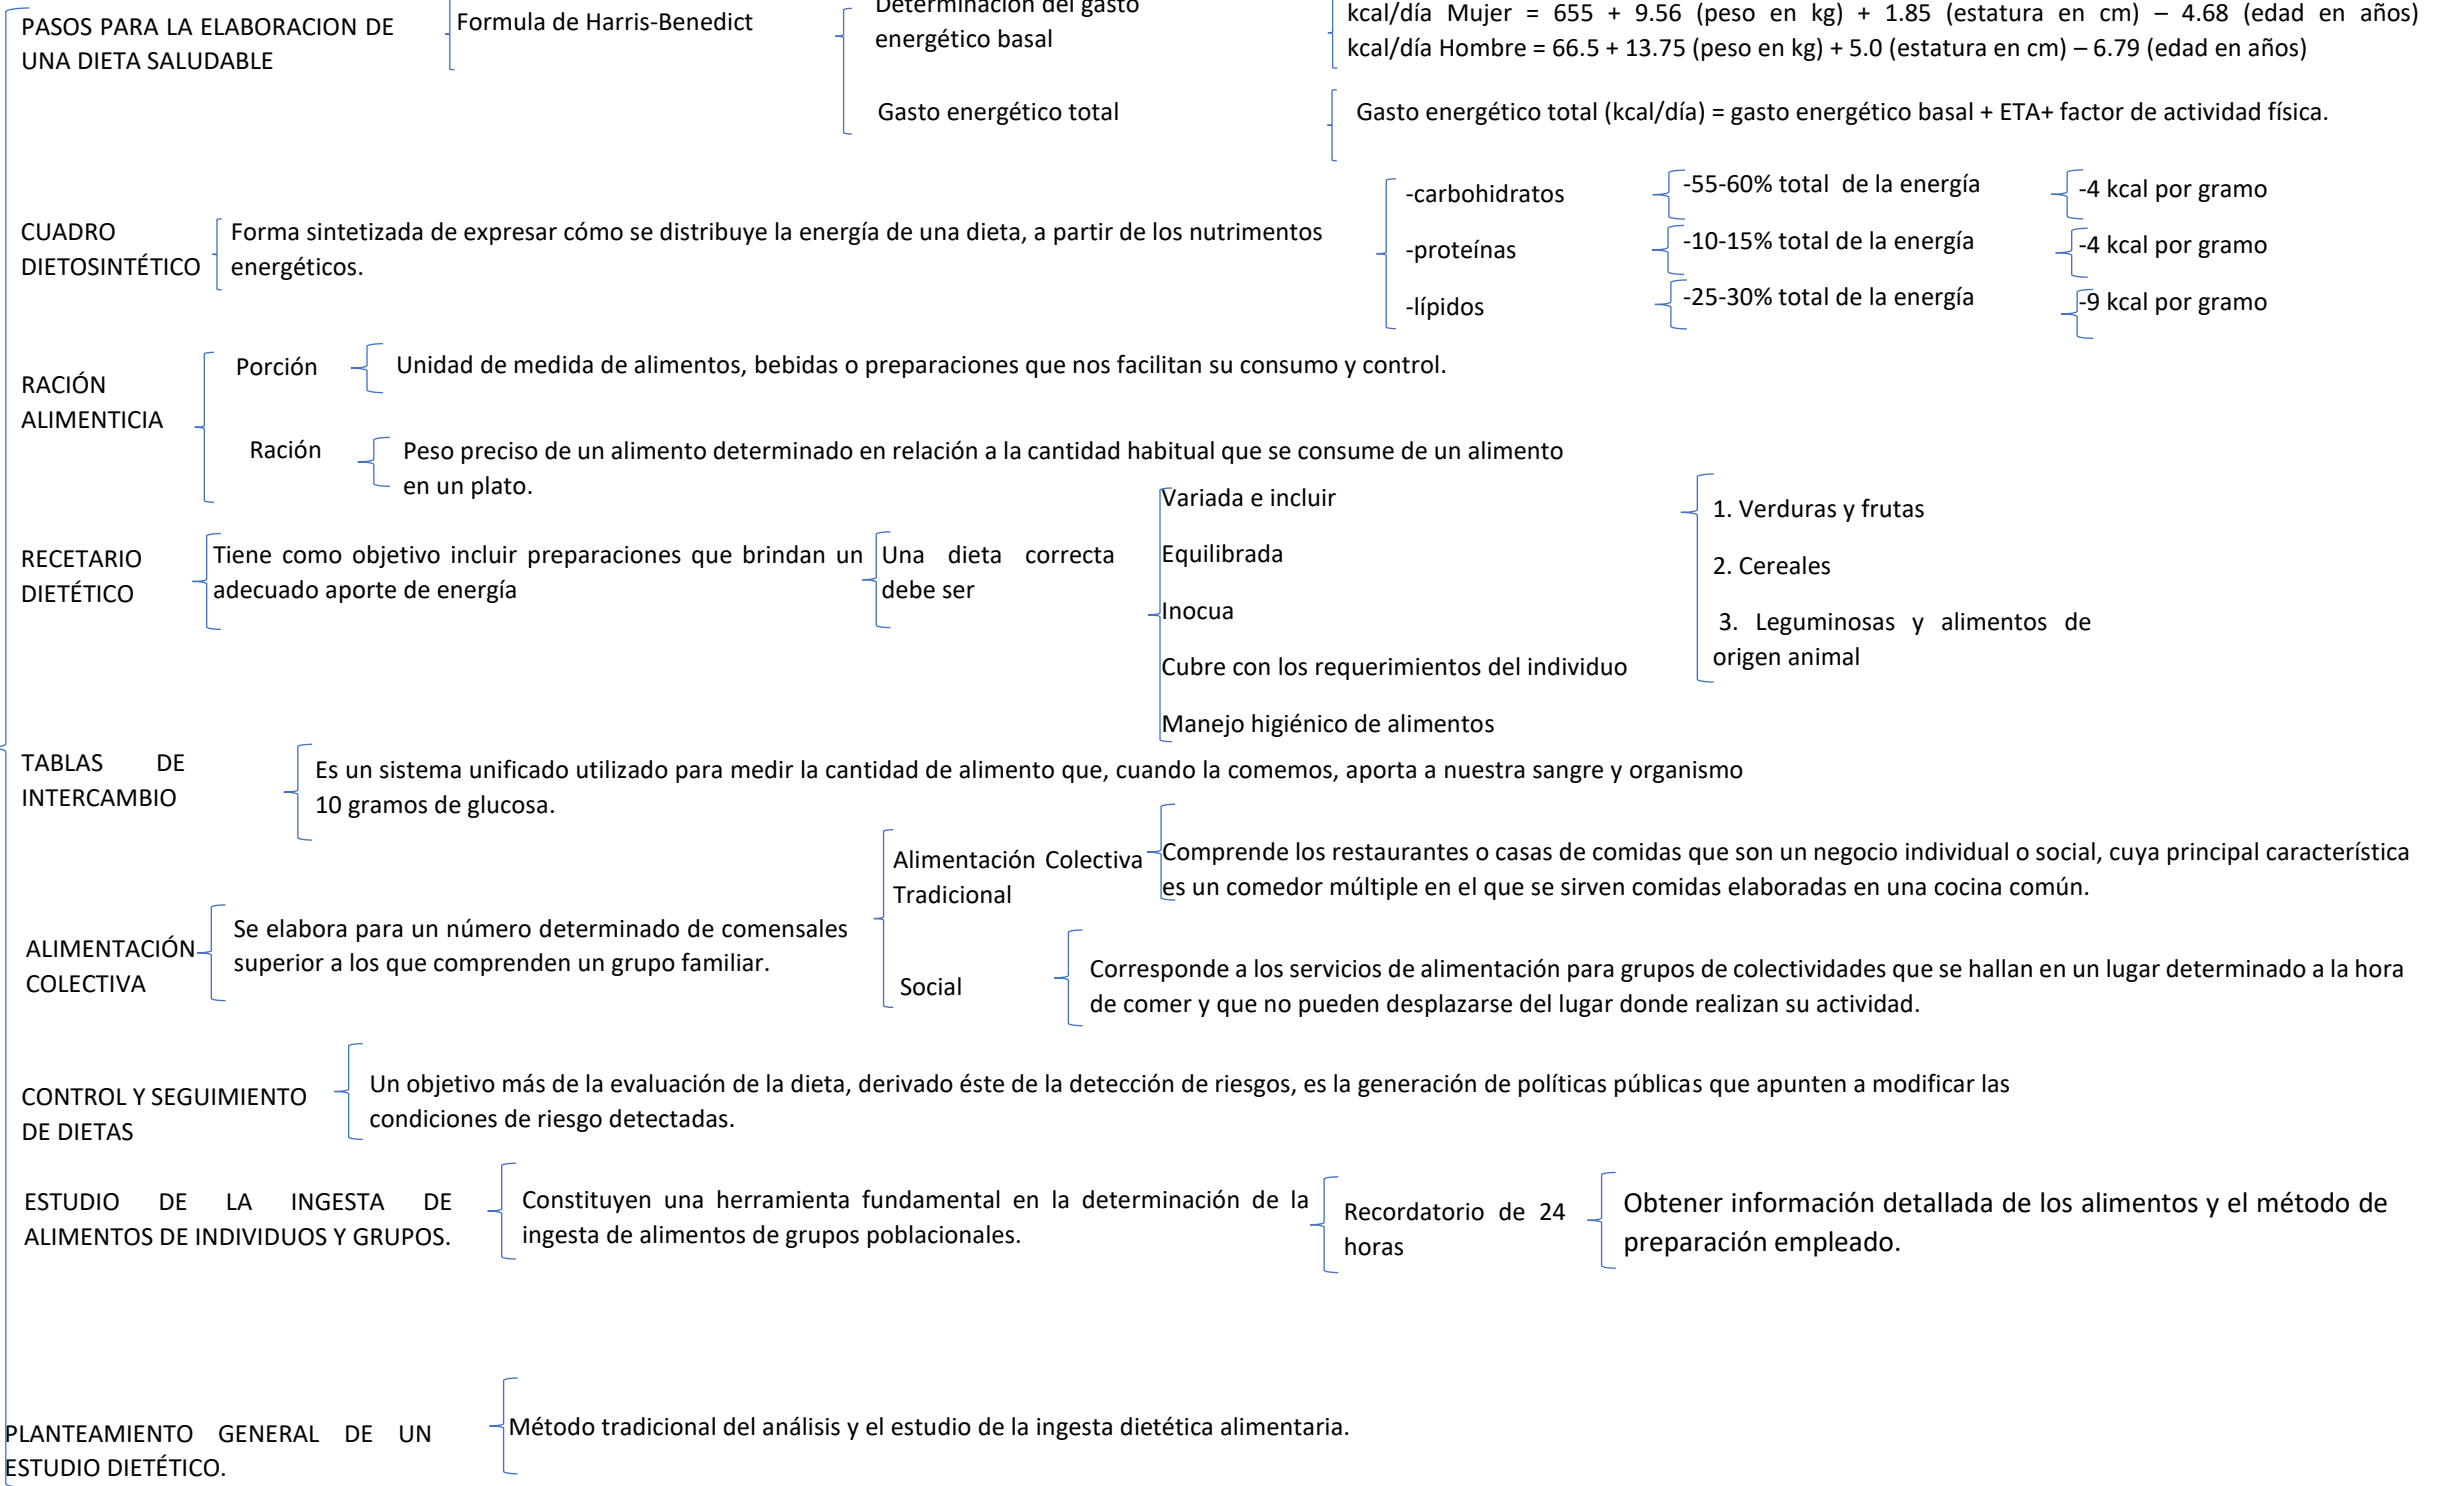 PASOS PARA LA ELABORACION DE
UNA DIETA SALUDABLE
Formula de Harris-Benedict
Determinación del gasto
energético basal
kcal/día Mujer = 655 + 9.56 (peso en kg) + 1.85 (estatura en cm) – 4.68 (edad en años)
kcal/día Hombre = 66.5 + 13.75 (peso en kg) + 5.0 (estatura en cm) – 6.79 (edad en años)
Gasto energético total
Gasto energético total (kcal/día) = gasto energético basal + ETA+ factor de actividad física.
CUADRO
DIETOSINTÉTICO
Forma sintetizada de expresar cómo se distribuye la energía de una dieta, a partir de los nutrimentos
energéticos.
-carbohidratos
-55-60% total de la energía
-4 kcal por gramo
-proteínas
-10-15% total de la energía
-4 kcal por gramo
-lípidos
-25-30% total de la energía
-9 kcal por gramo
RACIÓN
ALIMENTICIA
Porción
Unidad de medida de alimentos, bebidas o preparaciones que nos facilitan su consumo y control.
Ración
Peso preciso de un alimento determinado en relación a la cantidad habitual que se consume de un alimento
en un plato.
RECETARIO
DIETÉTICO
Tiene como objetivo incluir preparaciones que brindan un
adecuado aporte de energía
Una dieta correcta
debe ser
Variada e incluir
Equilibrada
Inocua
Cubre con los requerimientos del individuo
Manejo higiénico de alimentos
1. Verduras y frutas
2. Cereales
3. Leguminosas y alimentos de
origen animal
TABLAS DE
INTERCAMBIO
Es un sistema unificado utilizado para medir la cantidad de alimento que, cuando la comemos, aporta a nuestra sangre y organismo
10 gramos de glucosa.
ALIMENTACIÓN
COLECTIVA
Se elabora para un número determinado de comensales
superior a los que comprenden un grupo familiar.
Alimentación Colectiva
Tradicional
Comprende los restaurantes o casas de comidas que son un negocio individual o social, cuya principal característica
es un comedor múltiple en el que se sirven comidas elaboradas en una cocina común.
Social
Corresponde a los servicios de alimentación para grupos de colectividades que se hallan en un lugar determinado a la hora
de comer y que no pueden desplazarse del lugar donde realizan su actividad.
CONTROL Y SEGUIMIENTO
DE DIETAS
Un objetivo más de la evaluación de la dieta, derivado éste de la detección de riesgos, es la generación de políticas públicas que apunten a modificar las
condiciones de riesgo detectadas.
ESTUDIO DE LA INGESTA DE
ALIMENTOS DE INDIVIDUOS Y GRUPOS.
Constituyen una herramienta fundamental en la determinación de la
ingesta de alimentos de grupos poblacionales.
Recordatorio de 24
horas
Obtener información detallada de los alimentos y el método de
preparación empleado.
PLANTEAMIENTO GENERAL DE UN
ESTUDIO DIETÉTICO.
Método tradicional del análisis y el estudio de la ingesta dietética alimentaria.